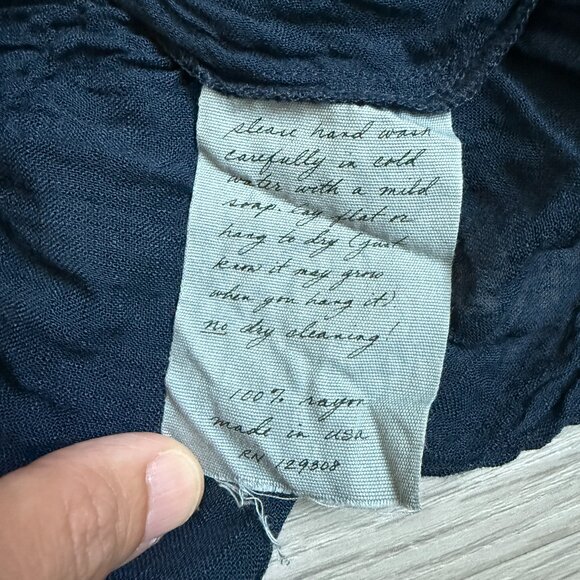 please hand wash
carefully in cold
water with a mild
soap. lay flat or
hang to dry (just
know it may grow
when you hang it)
no dry cleaning!
100% rayon
made in usa
RN 129808